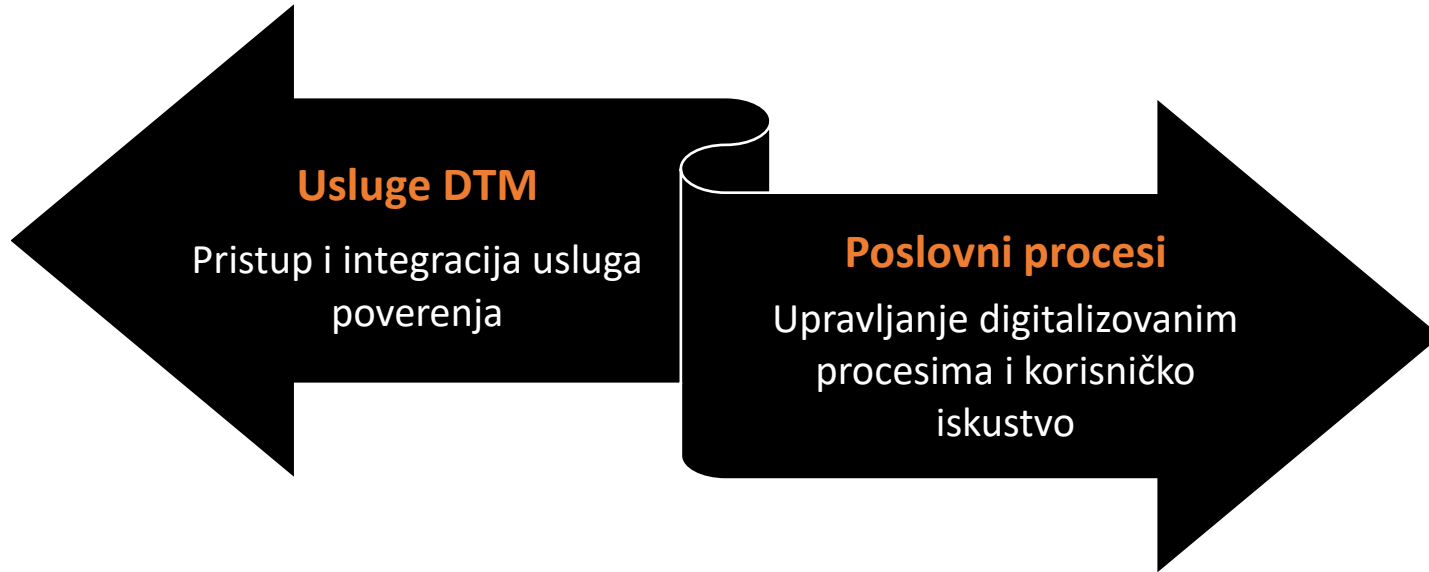 Usluge DTM
Pristup i integracija usluga
poverenja
Poslovni procesi
Upravljanje digitalizovanim
procesima i korisničko
iskustvo